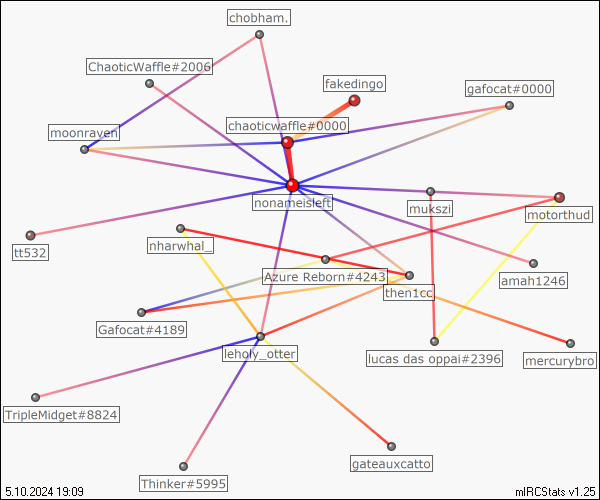 chobham.
ChaoticWaffle#2006
fakedingo
gafocat#0000
chaoticwaffle#0000
moonraven
nonameisleft
mukszi
motorthud
tt532
nharwhal_
Azure Reborn#4243
amah1246
then1cc
Gafocat#4189
leholy_otter
lucas das oppai#2396
mercurybro
TripleMidget#8824
gateauxcatto
Thinker#5995
5.10.2024 19:09
mIRCStats v1.25